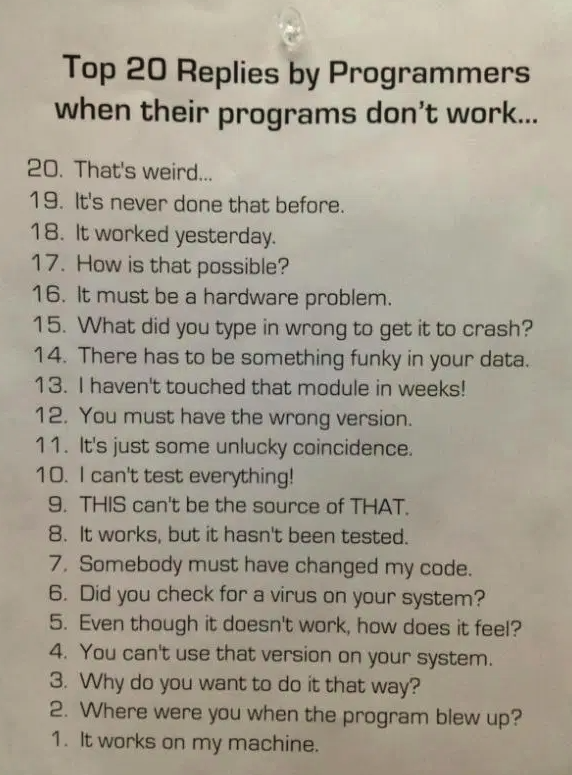 Top 20 Replies by Programmers
when their programs don't work...
20. That's weird...
19. It's never done that before.
18. It worked yesterday.
17. How is that possible?
16. It must be a hardware problem.
15. What did you type in wrong to get it to crash?
14. There has to be something funky in your data.
13. I haven't touched that module in weeks!
12. You must have the wrong version.
11. It's just some unlucky coincidence.
10. I can't test everything!
9. THIS can't be the source of THAT.
8. It works, but it hasn't been tested.
7. Somebody must have changed my code.
6. Did you check for a virus on your system?
5. Even though it doesn't work, how does it feel?
4. You can't use that version on your system.
3. Why do you want to do it that way?
2. Where were you when the program blew up?
1. It works on my machine.